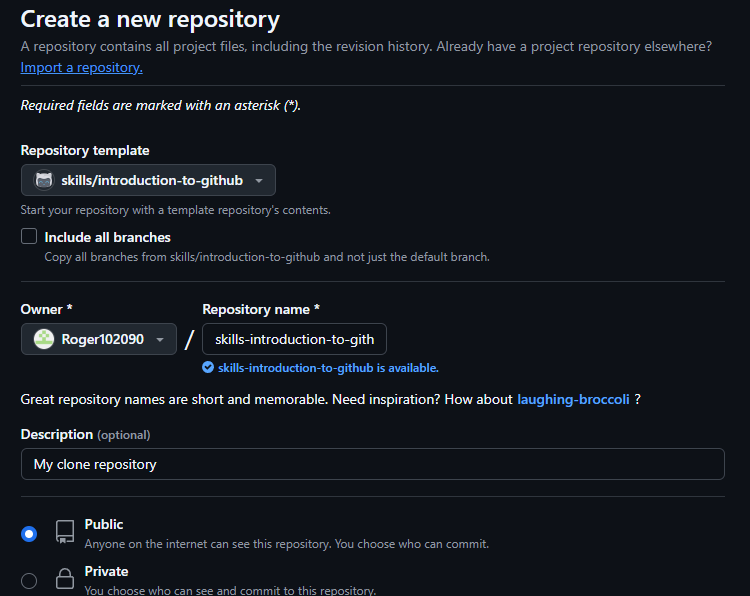 Create a new repository
A repository contains all project files, including the revision history. Already have a project repository elsewhere?
Import a repository.
Required fields are marked with an asterisk (*).
Repository template
skills/introduction-to-github
Start your repository with a template repository's contents.
Include all branches
Copy all branches from skills/introduction-to-github and not just the default branch.
Owner * Repository name *
Roger102090 / skills-introduction-to-gith
skills-introduction-to-github is available.
Great repository names are short and memorable. Need inspiration? How about laughing-broccoli ?
Description (optional)
My clone repository
Public
Anyone on the internet can see this repository. You choose who can commit.
Private
You choose who can see and commit to this repository.